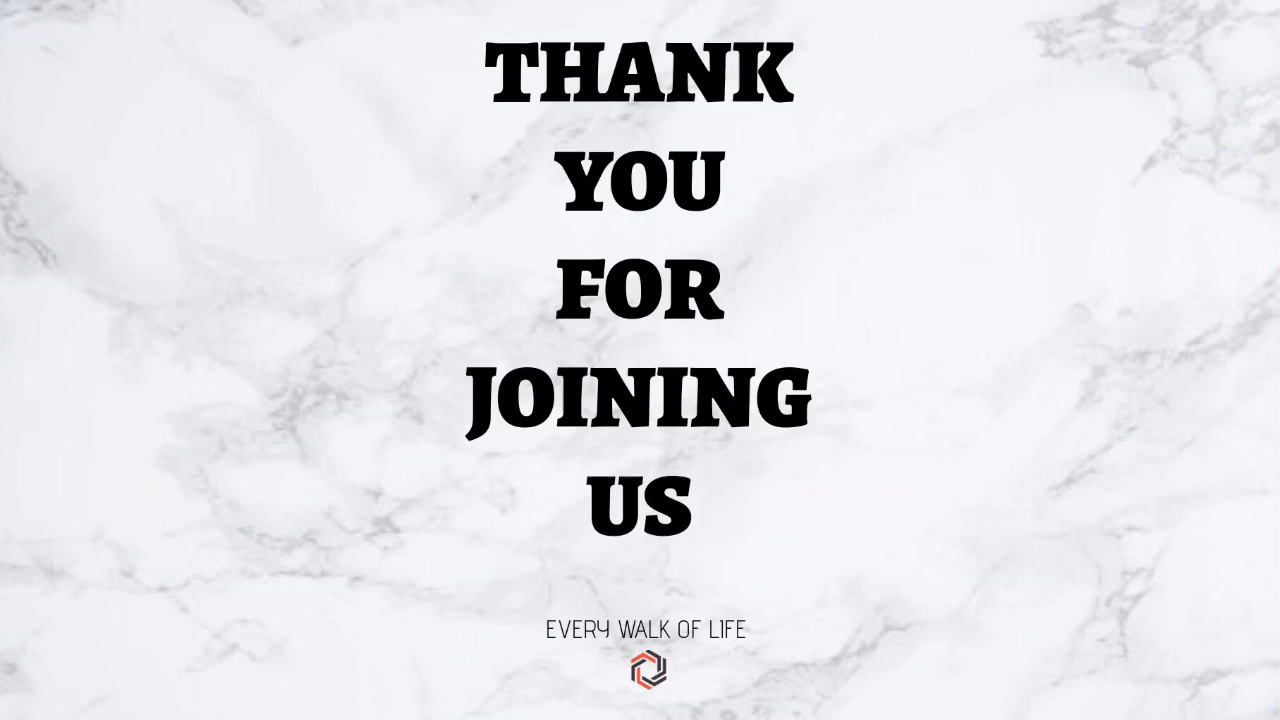 THANK
YOU
FOR
JOINING
US
EVERY WALK OF LIFE